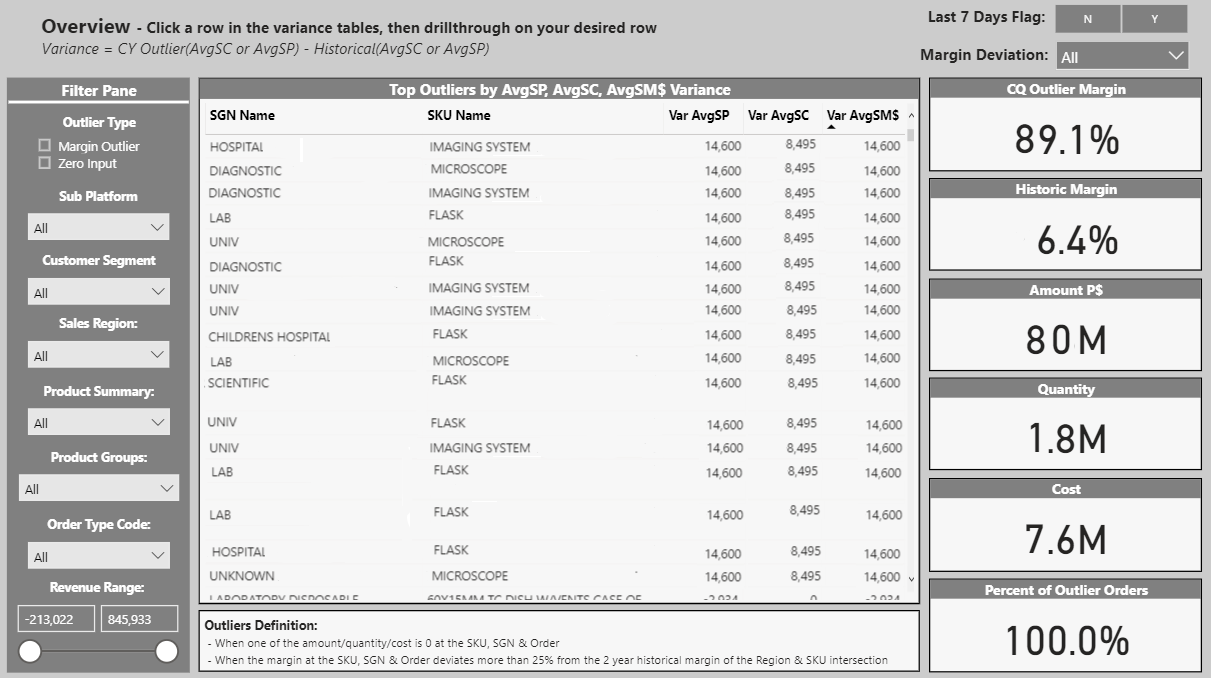 Overview - Click a row in the variance tables, then drillthrough on your desired row
Variance = CY Outlier(AvgSC or AvgSP) - Historical(AvgSC or AvgSP)
Last 7 Days Flag: N Y
Margin Deviation: All
Filter Pane
Outlier Type
Margin Outlier
Zero Input
Sub Platform
All
Customer Segment
All
Sales Region:
All
Product Summary:
All
Product Groups:
All
Order Type Code:
All
Revenue Range:
-213,022 845,933
Top Outliers by AvgSP, AvgSC, AvgSM$ Variance
SGN Name SKU Name Var AvgSP Var AvgSC Var AvgSM$
HOSPITAL IMAGING SYSTEM 14,600 8,495 14,600
DIAGNOSTIC MICROSCOPE 14,600 8,495 14,600
DIAGNOSTIC IMAGING SYSTEM 14,600 8,495 14,600
LAB FLASK 14,600 8,495 14,600
UNIV MICROSCOPE 14,600 8,495 14,600
DIAGNOSTIC FLASK 14,600 8,495 14,600
UNIV IMAGING SYSTEM 14,600 8,495 14,600
UNIV IMAGING SYSTEM 14,600 8,495 14,600
CHILDRENS HOSPITAL FLASK 14,600 8,495 14,600
LAB MICROSCOPE 14,600 8,495 14,600
SCIENTIFIC FLASK 14,600 8,495 14,600
UNIV FLASK 14,600 8,495 14,600
UNIV IMAGING SYSTEM 14,600 8,495 14,600
LAB FLASK 14,600 8,495 14,600
LAB FLASK 14,600 8,495 14,600
HOSPITAL FLASK 14,600 8,495 14,600
UNKNOWN MICROSCOPE 14,600 8,495 14,600
LABORATORY DISPOSABLE 60X15MM TC DISH W/VENTS CASE OF -2,934 0 -2,934
Outliers Definition:
- When one of the amount/quantity/cost is 0 at the SKU, SGN & Order
- When the margin at the SKU, SGN & Order deviates more than 25% from the 2 year historical margin of the Region & SKU intersection
CQ Outlier Margin
89.1%
Historic Margin
6.4%
Amount P$
80M
Quantity
1.8M
Cost
7.6M
Percent of Outlier Orders
100.0%